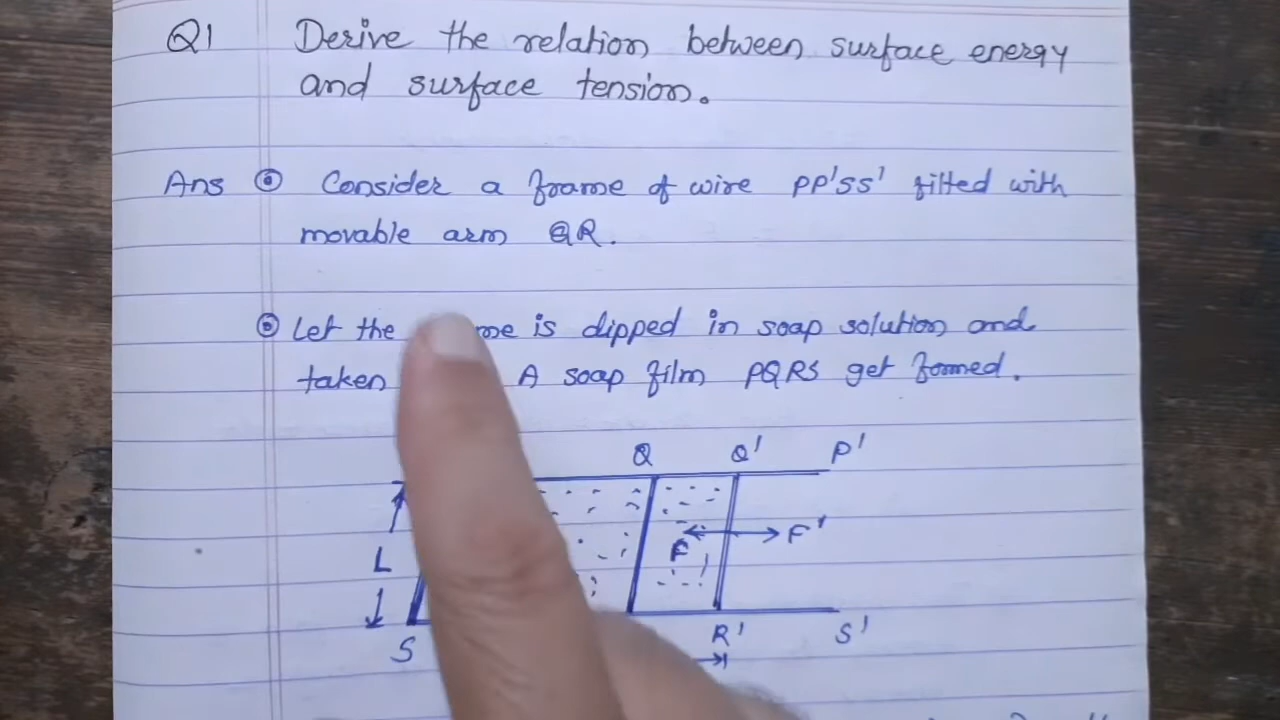 Q1 Derive the relation between surface energy
and surface tension.
Ans Consider a frame of wire PP'SS' fitted with
movable arm QR.
Let the is dipped in soap solution and
taken A soap film PQRS get formed.
Q Q' P'
F F'
L
S R' S'